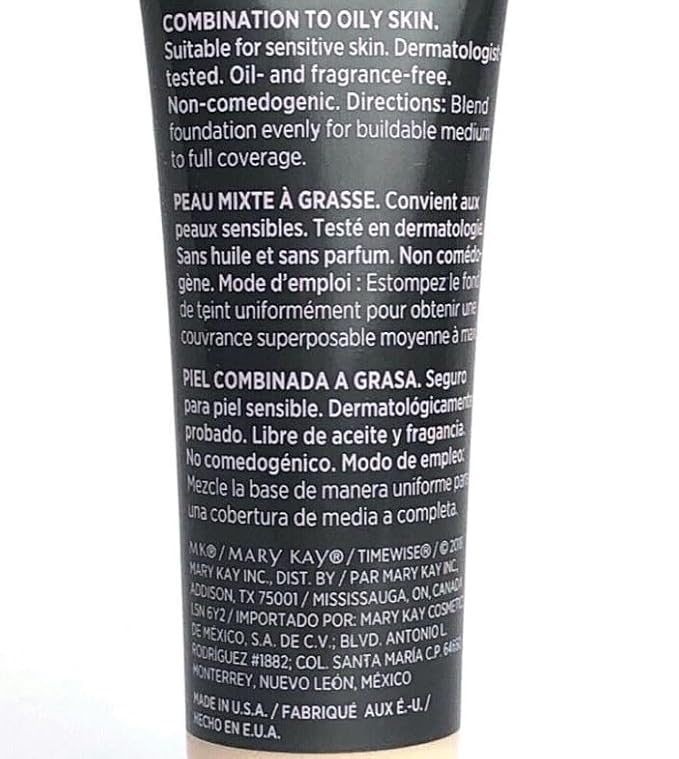 COMBINATION TO OILY SKIN.
Suitable for sensitive skin. Dermatologist-
tested. Oil- and fragrance-free.
Non-comedogenic. Directions: Blend
foundation evenly for buildable medium
to full coverage.
PEAU MIXTE À GRASSE. Convient aux
peaux sensibles. Testé en dermatologie.
Sans huile et sans parfum. Non comédo-
gène. Mode d'emploi : Estompez le fond
de teint uniformément pour obtenir une
couvrance superposable moyenne à
PIEL COMBINADA A GRASA. Seguro
para piel sensible. Dermatológicamente
probado. Libre de aceite y fragancia.
No comedogénico. Modo de empleo:
Mezcle la base de manera uniforme para
una cobertura de media a completa.
MK®/MARY KAY®/TIMEWISE®/©
MARY KAY INC., DIST. BY / PAR MARY KAY INC.
ADDISON, TX 75001 / MISSISSAUGA, ON, CANADA
L5N 6Y2 / IMPORTADO POR: MARY KAY COSMETICS
DE MÉXICO, S.A. DE C.V.; BLVD. ANTONIO L.
RODRÍGUEZ #1882; COL. SANTA MARÍA C.P.
MONTERREY, NUEVO LEÓN, MÉXICO
MADE IN U.S.A. / FABRIQUÉ AUX É.-U. /
HECHO EN E.U.A.